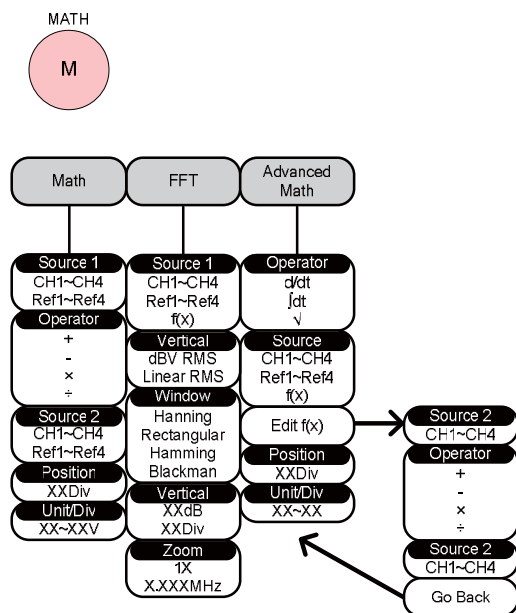 MATH
M
Math
Source 1
CH1~CH4
Ref1~Ref4
Operator
+
-
×
÷
Source 2
CH1~CH4
Ref1~Ref4
Position
XXDiv
Unit/Div
XX~XXV
FFT
Source 1
CH1~CH4
Ref1~Ref4
f(x)
Vertical
dBV RMS
Linear RMS
Window
Hanning
Rectangular
Hamming
Blackman
Vertical
XXdB
XXDiv
Zoom
1X
X.XXXMHz
Advanced
Math
Operator
d/dt
∫dt
√
Source
CH1~CH4
Ref1~Ref4
f(x)
Edit f(x)
Position
XXDiv
Unit/Div
XX~XX
Source 2
CH1~CH4
Operator
+
-
×
÷
Source 2
CH1~CH4
Go Back